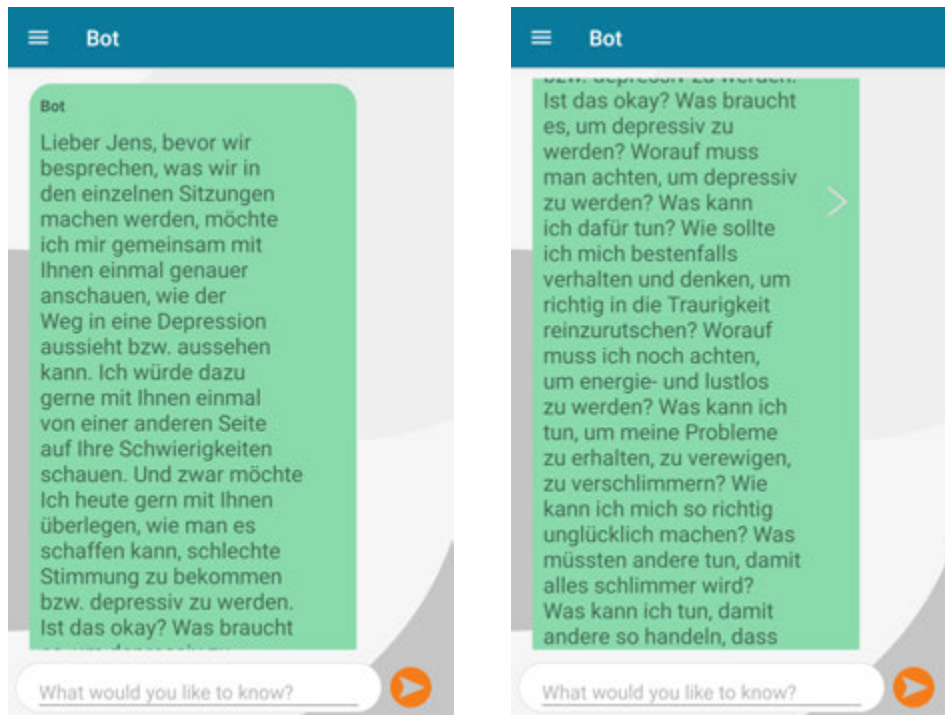 Bot
Bot
Lieber Jens, bevor wir
besprechen, was wir in
den einzelnen Sitzungen
machen werden, möchte
ich mir gemeinsam mit
Ihnen einmal genauer
anschauen, wie der
Weg in eine Depression
aussieht bzw. aussehen
kann. Ich würde dazu
gerne mit Ihnen einmal
von einer anderen Seite
auf Ihre Schwierigkeiten
schauen. Und zwar möchte
Ich heute gern mit Ihnen
überlegen, wie man es
schaffen kann, schlechte
Stimmung zu bekommen
bzw. depressiv zu werden.
Ist das okay? Was braucht
es, um depressiv zu
What would you like to know?
Bot
bzw. depressiv zu werden.
Ist das okay? Was braucht
es, um depressiv zu
werden? Worauf muss
man achten, um depressiv
zu werden? Was kann
ich dafür tun? Wie sollte
ich mich bestenfalls
verhalten und denken, um
richtig in die Traurigkeit
reinzurutschen? Worauf
muss ich noch achten,
um energie- und lustlos
zu werden? Was kann ich
tun, um meine Probleme
zu erhalten, zu verewigen,
zu verschlimmern? Wie
kann ich mich so richtig
unglücklich machen? Was
müssten andere tun, damit
alles schlimmer wird?
Was kann ich tun, damit
andere so handeln, dass
What would you like to know?